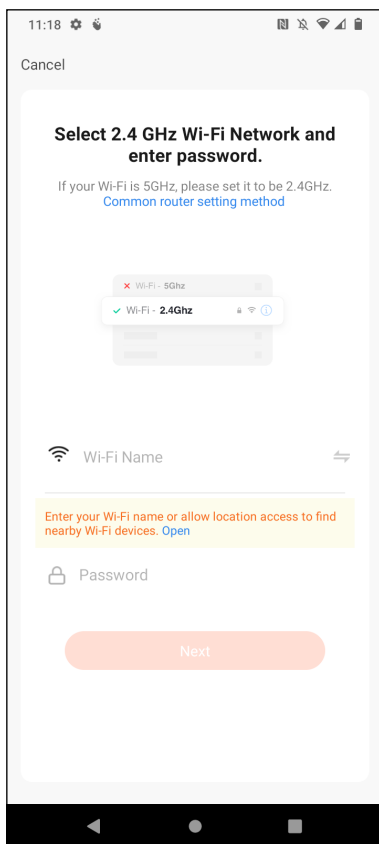 11:18
Cancel
Select 2.4 GHz Wi-Fi Network and
enter password.
If your Wi-Fi is 5GHz, please set it to be 2.4GHz.
Common router setting method
Wi-Fi - 5Ghz
Wi-Fi - 2.4Ghz
Wi-Fi Name
Enter your Wi-Fi name or allow location access to find
nearby Wi-Fi devices. Open
Password
Next